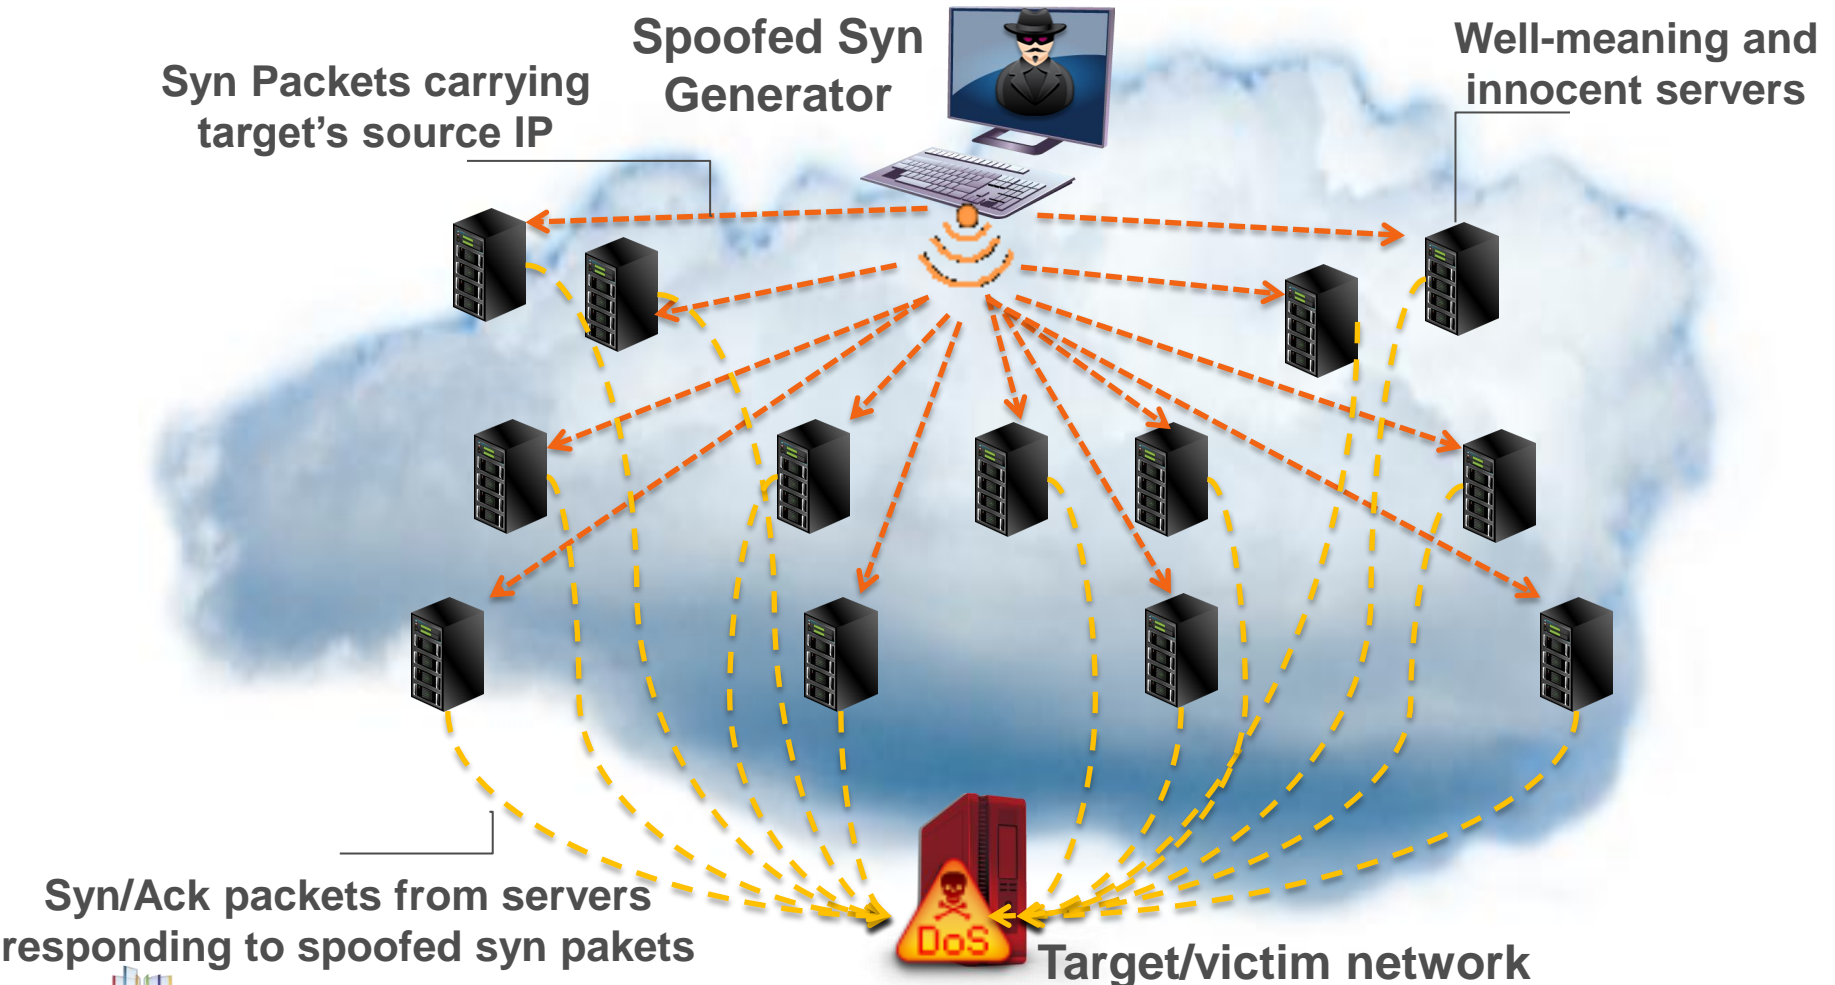 Spoofed Syn
Generator
Well-meaning and
innocent servers
Syn Packets carrying
target's source IP
Syn/Ack packets from servers
responding to spoofed syn pakets
DoS
Target/victim network